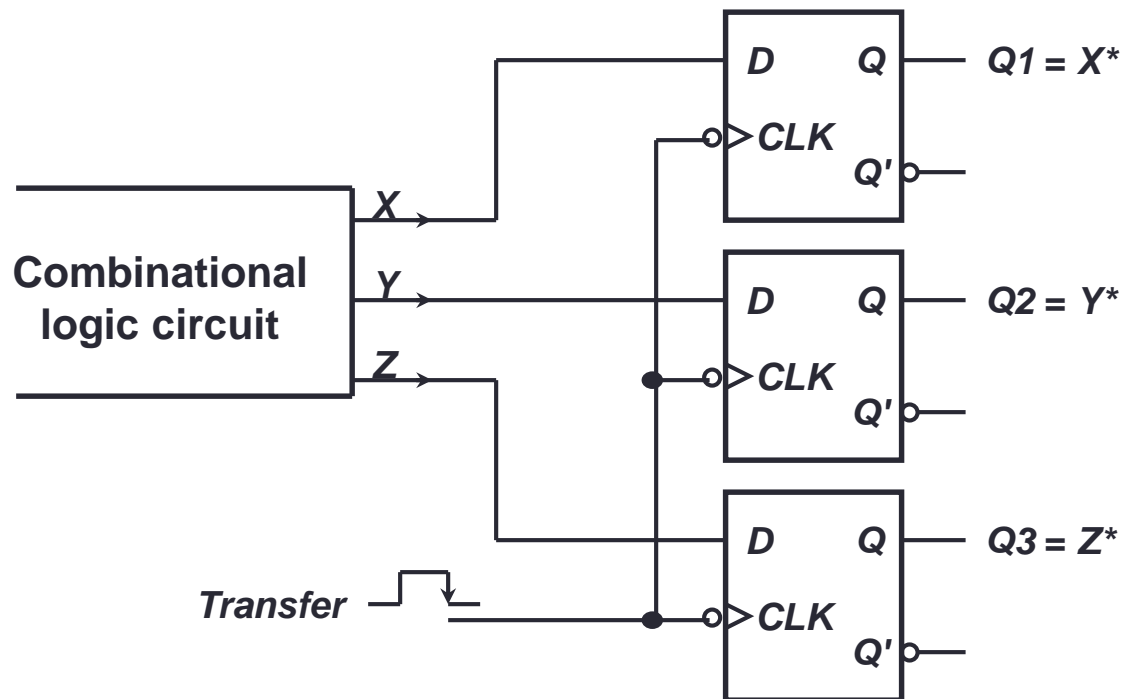 D Q Q1 = X*
CLK
Q'
X
Combinational
logic circuit
Y
Z
D Q Q2 = Y*
CLK
Q'
D Q Q3 = Z*
Transfer
CLK
Q'